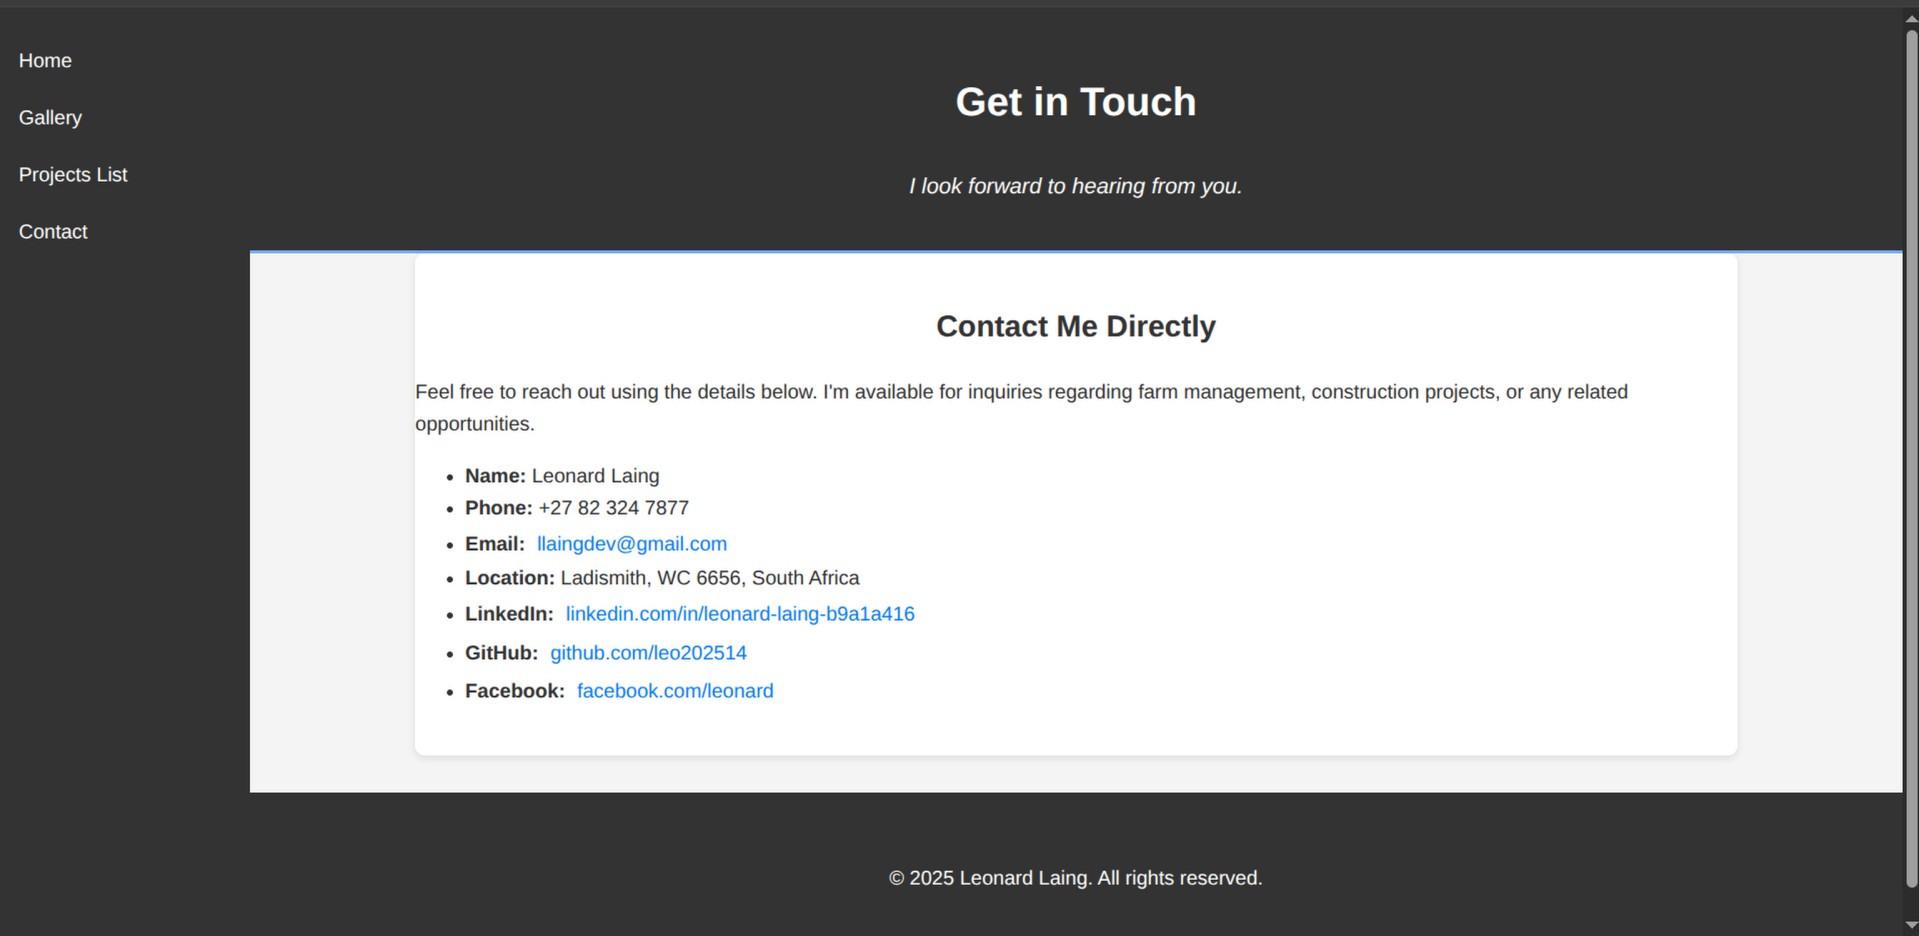 Home
Gallery
Projects List
Contact
Get in Touch
I look forward to hearing from you.
Contact Me Directly
Feel free to reach out using the details below. I'm available for inquiries regarding farm management, construction projects, or any related
opportunities.
• Name: Leonard Laing
• Phone: +27 82 324 7877
• Email: llaingdev@gmail.com
• Location: Ladismith, WC 6656, South Africa
• LinkedIn: linkedin.com/in/leonard-laing-b9a1a416
• GitHub: github.com/leo202514
• Facebook: facebook.com/leonard
© 2025 Leonard Laing. All rights reserved.